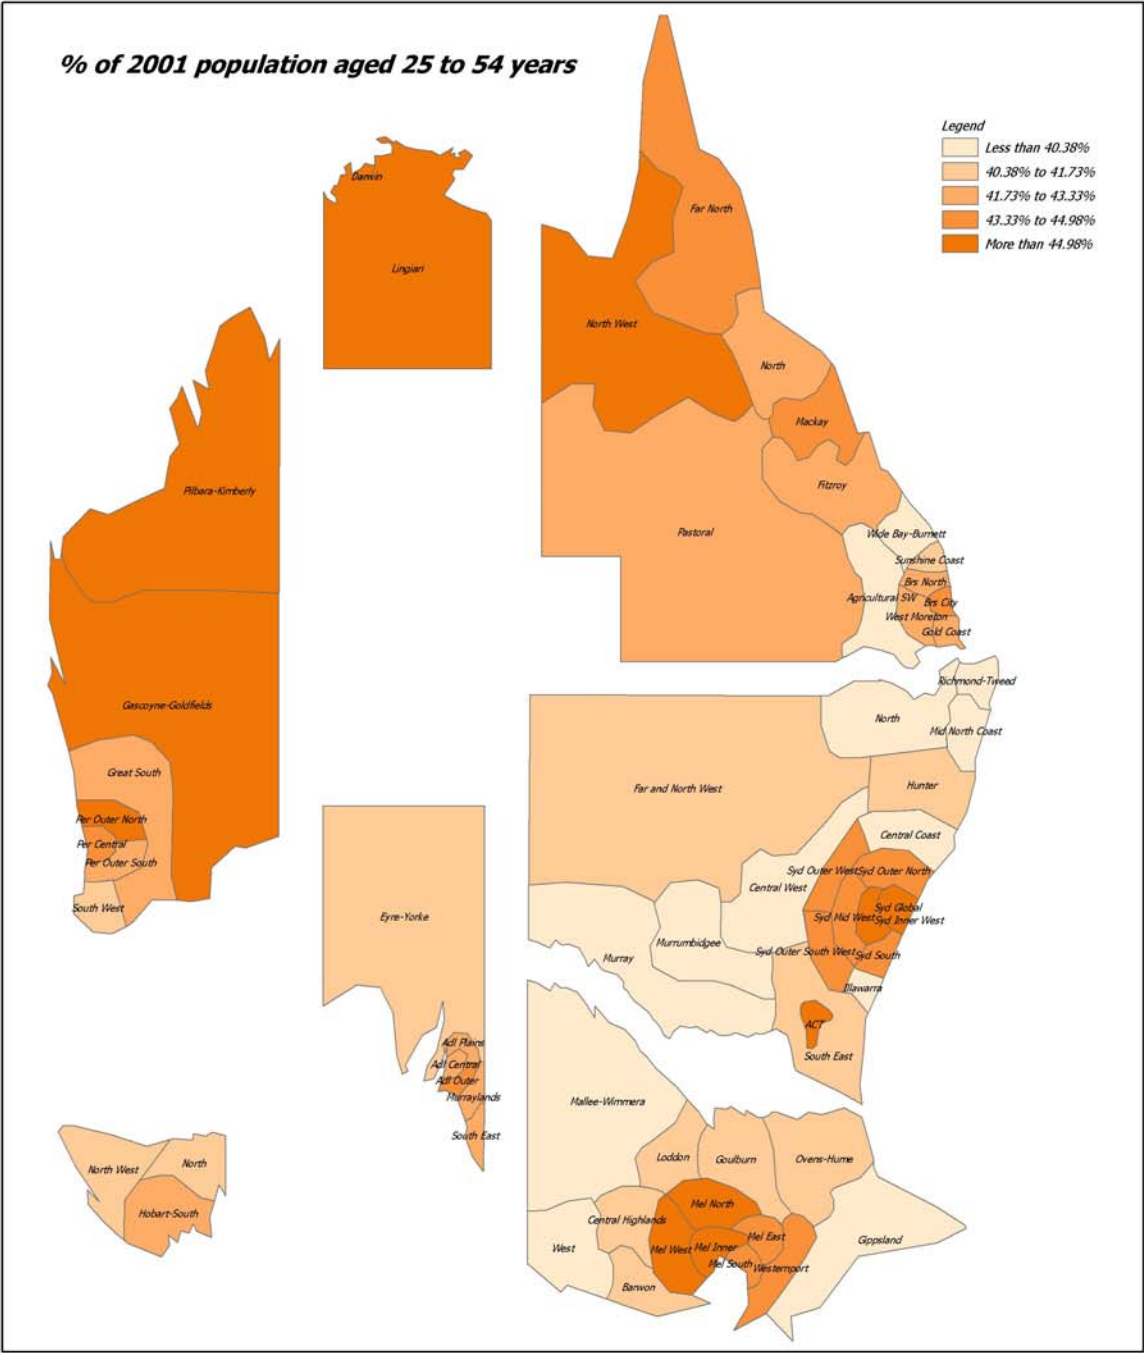 % of 2001 population aged 25 to 54 years
Legend
Less than 40.38%
40.38% to 41.73%
41.73% to 43.33%
43.33% to 44.98%
More than 44.98%
Darwin
Lingiari
Far North
North West
North
Mackay
Fitzroy
Pastoral
Wide Bay-Burnett
Sunshine Coast
Brs North
Agricultural SW
Brs City
West Moreton
Gold Coast
Pilbara-Kimberly
Gascoyne-Goldfields
Great South
Per Outer North
Per Central
Per Outer South
South West
Richmond-Tweed
North
Mid North Coast
Far and North West
Hunter
Central Coast
Syd Outer West
Syd Outer North
Central West
Syd Global
Syd Mid West
Syd Inner West
Murrumbidgee
Syd Outer South West
Syd South
Murray
Illawarra
ACT
South East
Eyre-Yorke
Adl Plains
Adl Central
Adl Outer
Murraylands
South East
North West
North
Hobart-South
Mallee-Wimmera
Loddon
Goulburn
Ovens-Hume
Mel North
Central Highlands
Mel East
Gippsland
West
Mel West
Mel Inner
Mel South
Westernport
Barwon